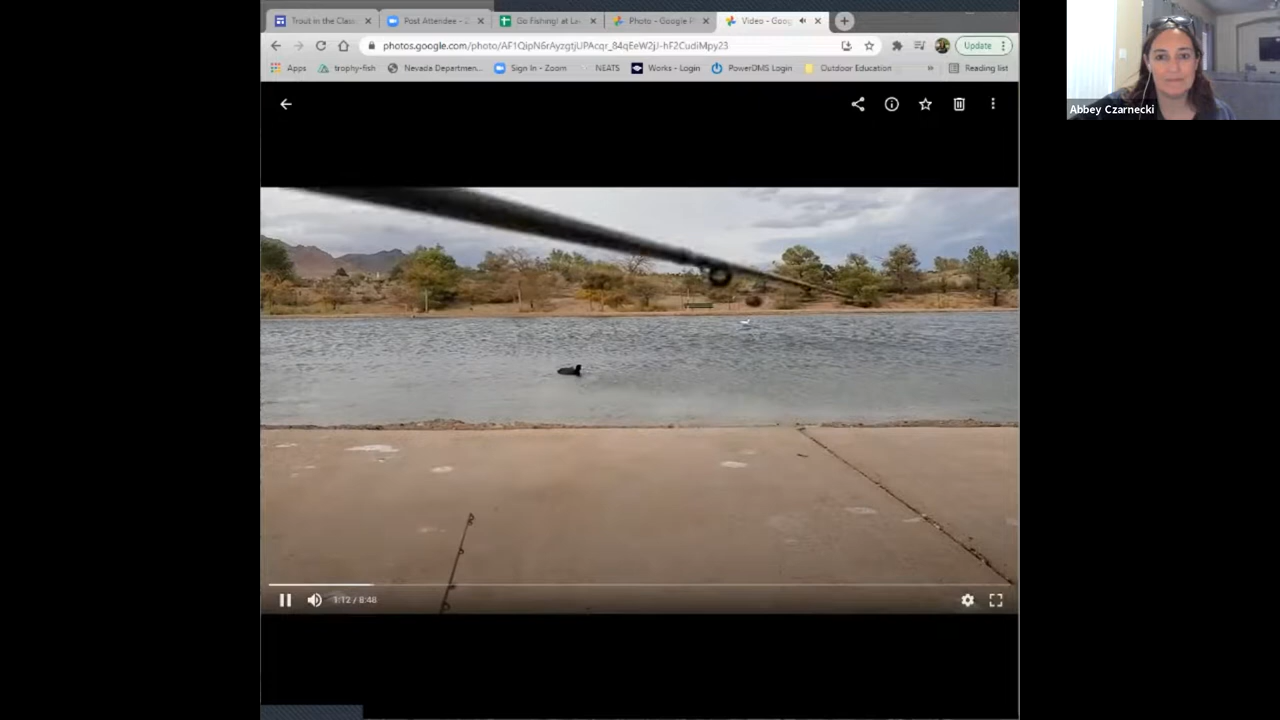 Trout in the Class
Post Attendee - Z
Go Fishing! at La
Photo - Google P
Video - Goog
photos.google.com/photo/AF1QipN6rAyzgtjUPAcqr_84qEeW2jJ-hF2CudiMpy23
Update
Apps
trophy-fish
Nevada Departmen...
Sign In - Zoom
NEATS
Works - Login
PowerDMS Login
Outdoor Education
»
Reading list
Abbey Czarnecki
1:12 / 8:48